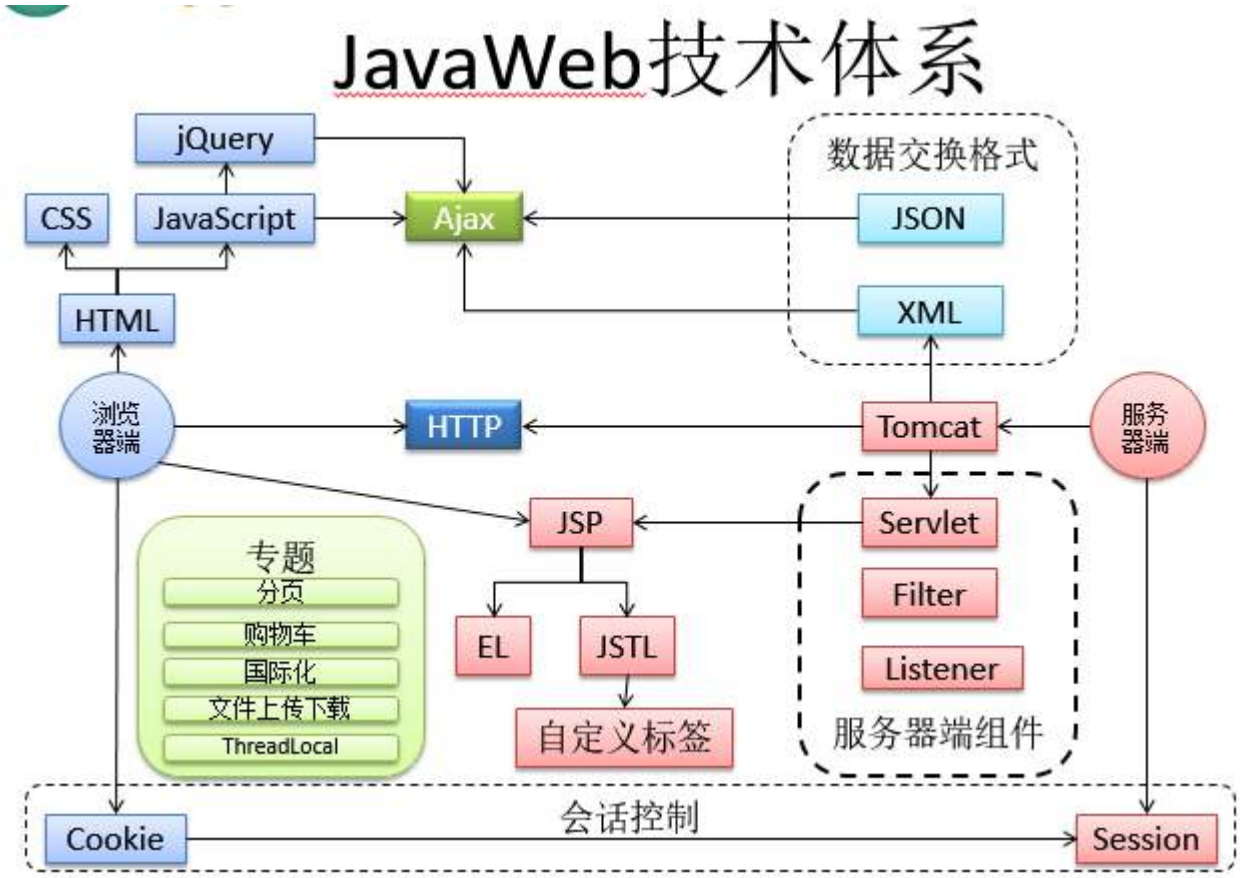 JavaWeb技术体系
jQuery
数据交换格式
CSS
JavaScript
Ajax
JSON
HTML
XML
浏览
器端
HTTP
Tomcat
服务
器端
JSP
Servlet
专题
分页
购物车
国际化
文件上传下载
ThreadLocal
EL
JSTL
自定义标签
Filter
Listener
服务器端组件
会话控制
Cookie
Session